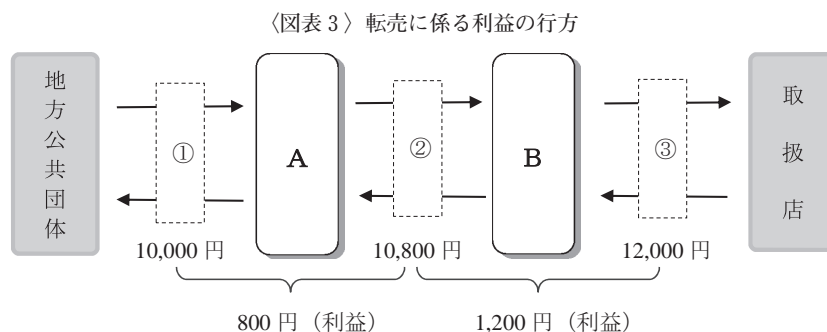 〈図表 3 〉 転売に係る利益の行方
地方公共団体
①
A
②
B
③
取扱店
10,000 円
10,800 円
12,000 円
800 円（利益）
1,200 円（利益）